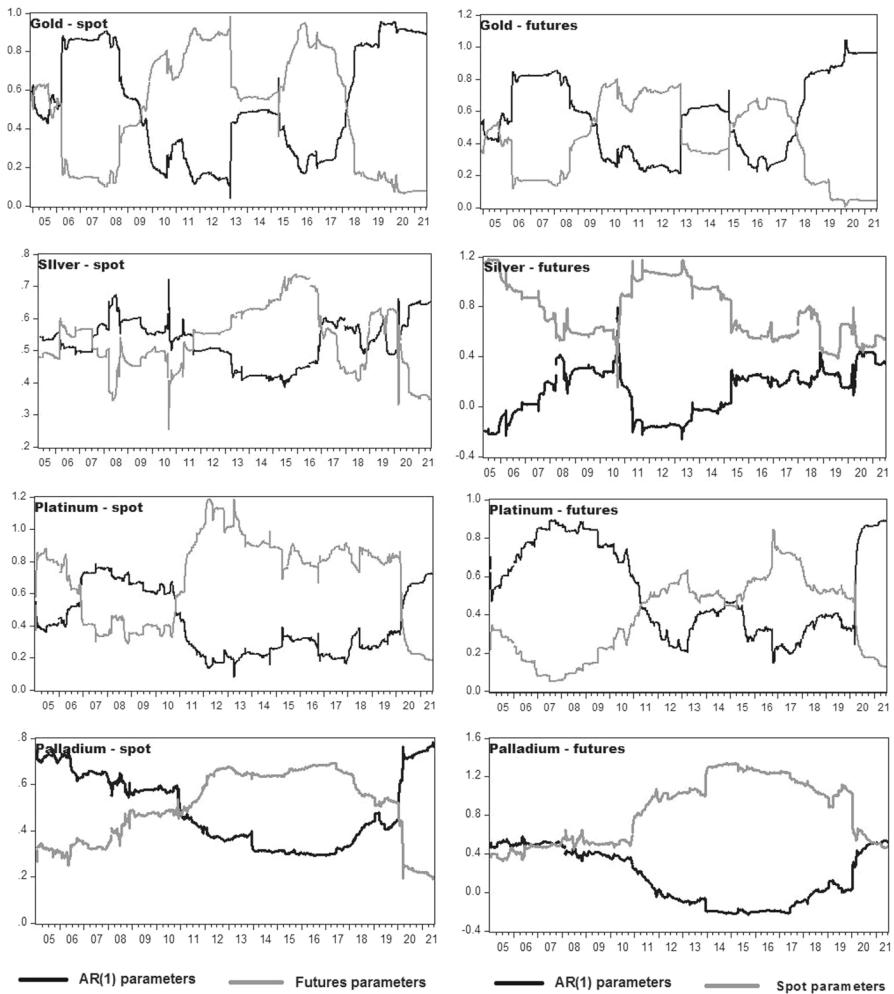 Gold - spot
1.0
0.8
0.6
0.4
0.2
0.0
05 06 07 08 09 10 11 12 13 14 15 16 17 18 19 20 21
Gold - futures
1.2
1.0
0.8
0.6
0.4
0.2
0.0
05 06 07 08 09 10 11 12 13 14 15 16 17 18 19 20 21
SIlver - spot
.8
.7
.6
.5
.4
.3
.2
05 06 07 08 09 10 11 12 13 14 15 16 17 18 19 20 21
Silver - futures
1.2
0.8
0.4
0.0
-0.4
05 06 07 08 09 10 11 12 13 14 15 16 17 18 19 20 21
Platinum - spot
1.2
1.0
0.8
0.6
0.4
0.2
0.0
05 06 07 08 09 10 11 12 13 14 15 16 17 18 19 20 21
Platinum - futures
1.0
0.8
0.6
0.4
0.2
0.0
05 06 07 08 09 10 11 12 13 14 15 16 17 18 19 20 21
Palladium - spot
.8
.6
.4
.2
.0
05 06 07 08 09 10 11 12 13 14 15 16 17 18 19 20 21
Palladium - futures
1.6
1.2
0.8
0.4
0.0
-0.4
05 06 07 08 09 10 11 12 13 14 15 16 17 18 19 20 21
AR(1) parameters Futures parameters
AR(1) parameters Spot parameters